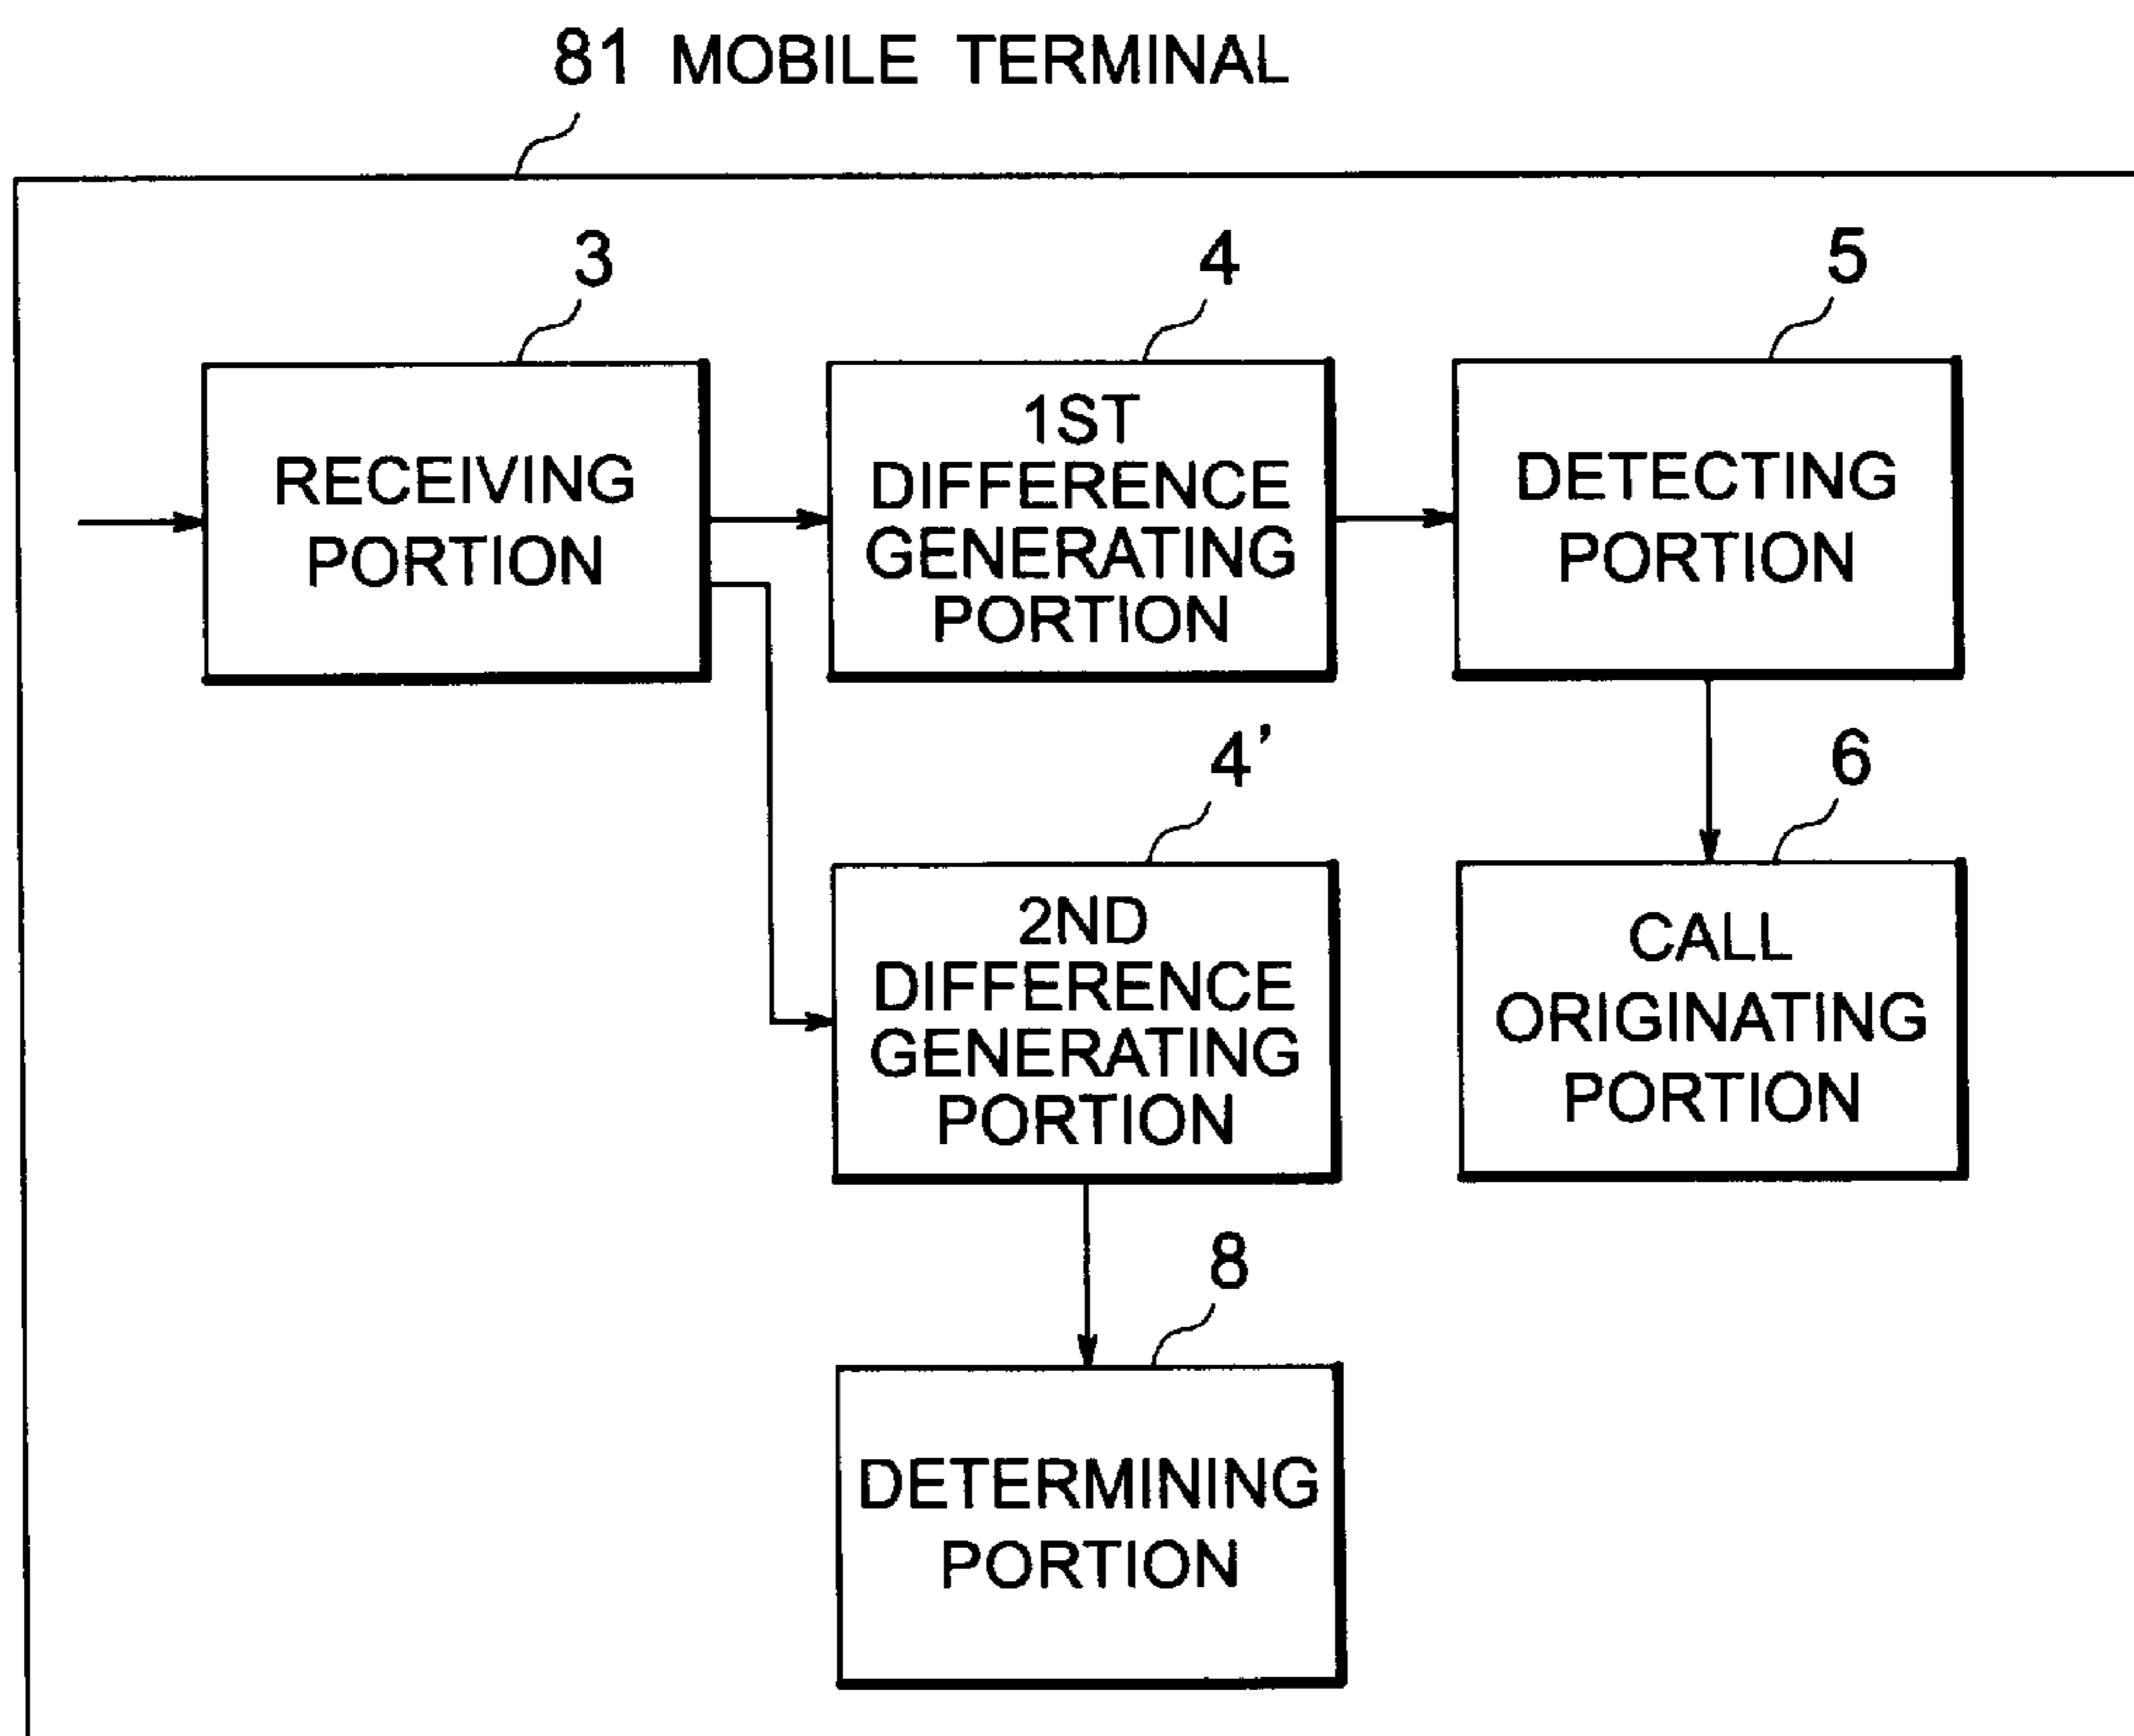 81 MOBILE TERMINAL
3
4
5
RECEIVING
PORTION
1ST
DIFFERENCE
GENERATING
PORTION
DETECTING
PORTION
4’
6
2ND
DIFFERENCE
GENERATING
PORTION
CALL
ORIGINATING
PORTION
8
DETERMINING
PORTION